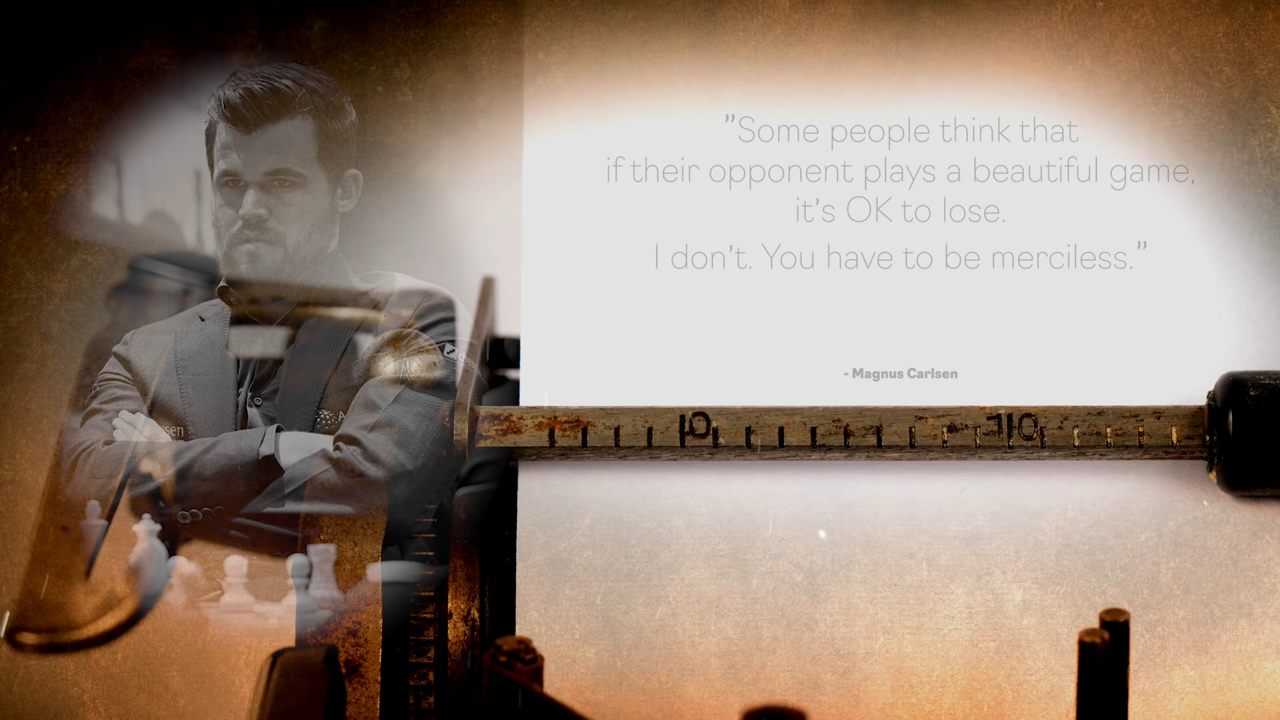 ”Some people think that
if their opponent plays a beautiful game,
it’s OK to lose.
I don’t. You have to be merciless.”
- Magnus Carlsen
10